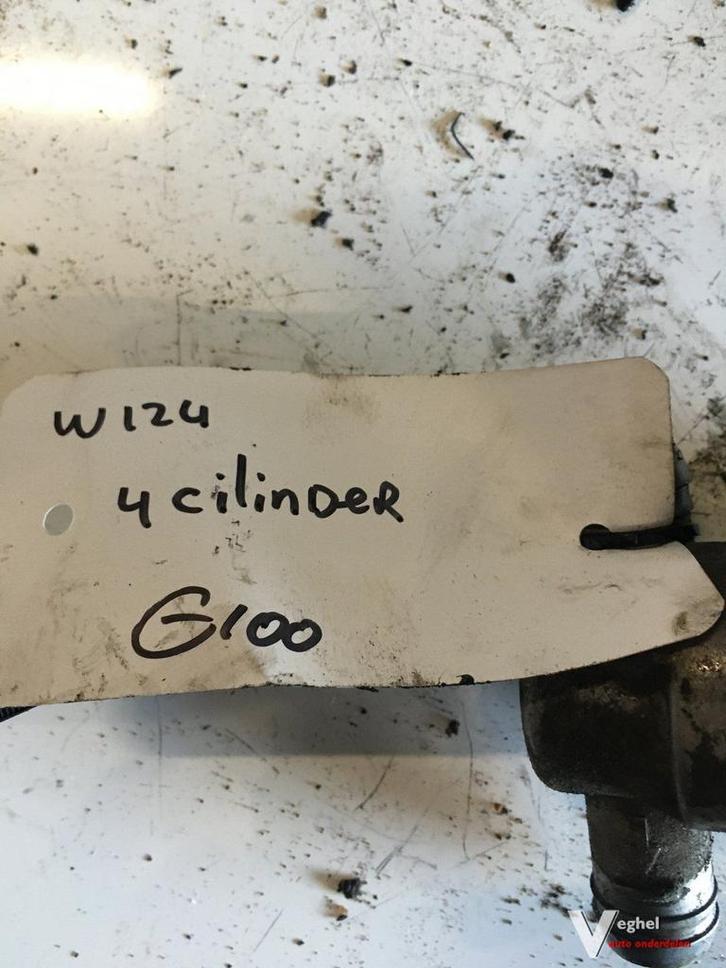 W124
4 cilinDeR
G100
Veghel
auto onderdelen